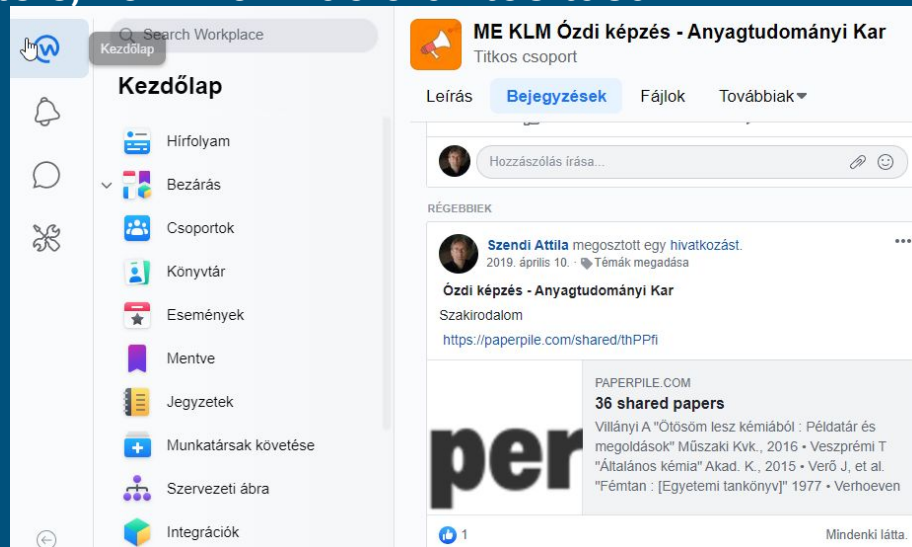 Search Workplace
Kezdőlap
Kezdőlap
Hírfolyam
Bezárás
Csoportok
Könyvtár
Események
Mentve
Jegyzetek
Munkatársak követése
Szervezeti ábra
Integrációk
ME KLM Ózdi képzés - Anyagtudományi Kar
Titkos csoport
Leírás Bejegyzések Fájlok Továbbiak
Hozzászólás írása...
RÉGEBBIEK
Szendi Attila megosztott egy hivatkozást.
2019. április 10. · Témák megadása
Ózdi képzés - Anyagtudományi Kar
Szakirodalom
https://paperpile.com/shared/thPPfi
per
PAPERPILE.COM
36 shared papers
Villányi A "Ötösöm lesz kémiából : Példatár és
megoldások" Műszaki Kvk., 2016 • Veszprémi T
"Általános kémia" Akad. K., 2015 • Verő J, et al.
"Fémtan : [Egyetemi tankönyv]" 1977 • Verhoeven
1
Mindenki látta.